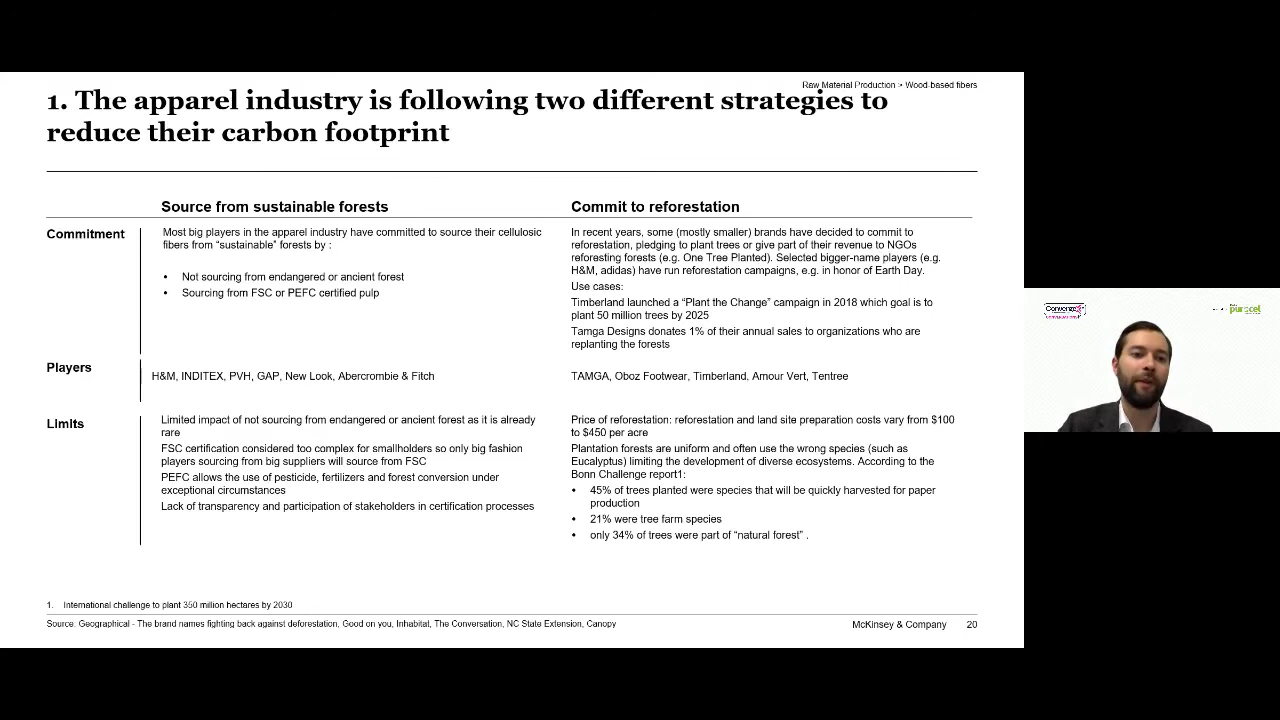 Raw Material Production > Wood-based fibers
1. The apparel industry is following two different strategies to
reduce their carbon footprint
Source from sustainable forests
Commit to reforestation
Commitment
Most big players in the apparel industry have committed to source their cellulosic
fibers from “sustainable” forests by :
• Not sourcing from endangered or ancient forest
• Sourcing from FSC or PEFC certified pulp
In recent years, some (mostly smaller) brands have decided to commit to
reforestation, pledging to plant trees or give part of their revenue to NGOs
reforesting forests (e.g. One Tree Planted). Selected bigger-name players (e.g.
H&M, adidas) have run reforestation campaigns, e.g. in honor of Earth Day.
Use cases:
Timberland launched a “Plant the Change” campaign in 2018 which goal is to
plant 50 million trees by 2025
Tamga Designs donates 1% of their annual sales to organizations who are
replanting the forests
Players
H&M, INDITEX, PVH, GAP, New Look, Abercrombie & Fitch
TAMGA, Oboz Footwear, Timberland, Amour Vert, Tentree
Limits
Limited impact of not sourcing from endangered or ancient forest as it is already
rare
FSC certification considered too complex for smallholders so only big fashion
players sourcing from big suppliers will source from FSC
PEFC allows the use of pesticide, fertilizers and forest conversion under
exceptional circumstances
Lack of transparency and participation of stakeholders in certification processes
Price of reforestation: reforestation and land site preparation costs vary from $100
to $450 per acre
Plantation forests are uniform and often use the wrong species (such as
Eucalyptus) limiting the development of diverse ecosystems. According to the
Bonn Challenge report1:
• 45% of trees planted were species that will be quickly harvested for paper
production
• 21% were tree farm species
• only 34% of trees were part of “natural forest” .
1. International challenge to plant 350 million hectares by 2030
Source: Geographical - The brand names fighting back against deforestation, Good on you, Inhabitat, The Conversation, NC State Extension, Canopy
McKinsey & Company 20
purocel